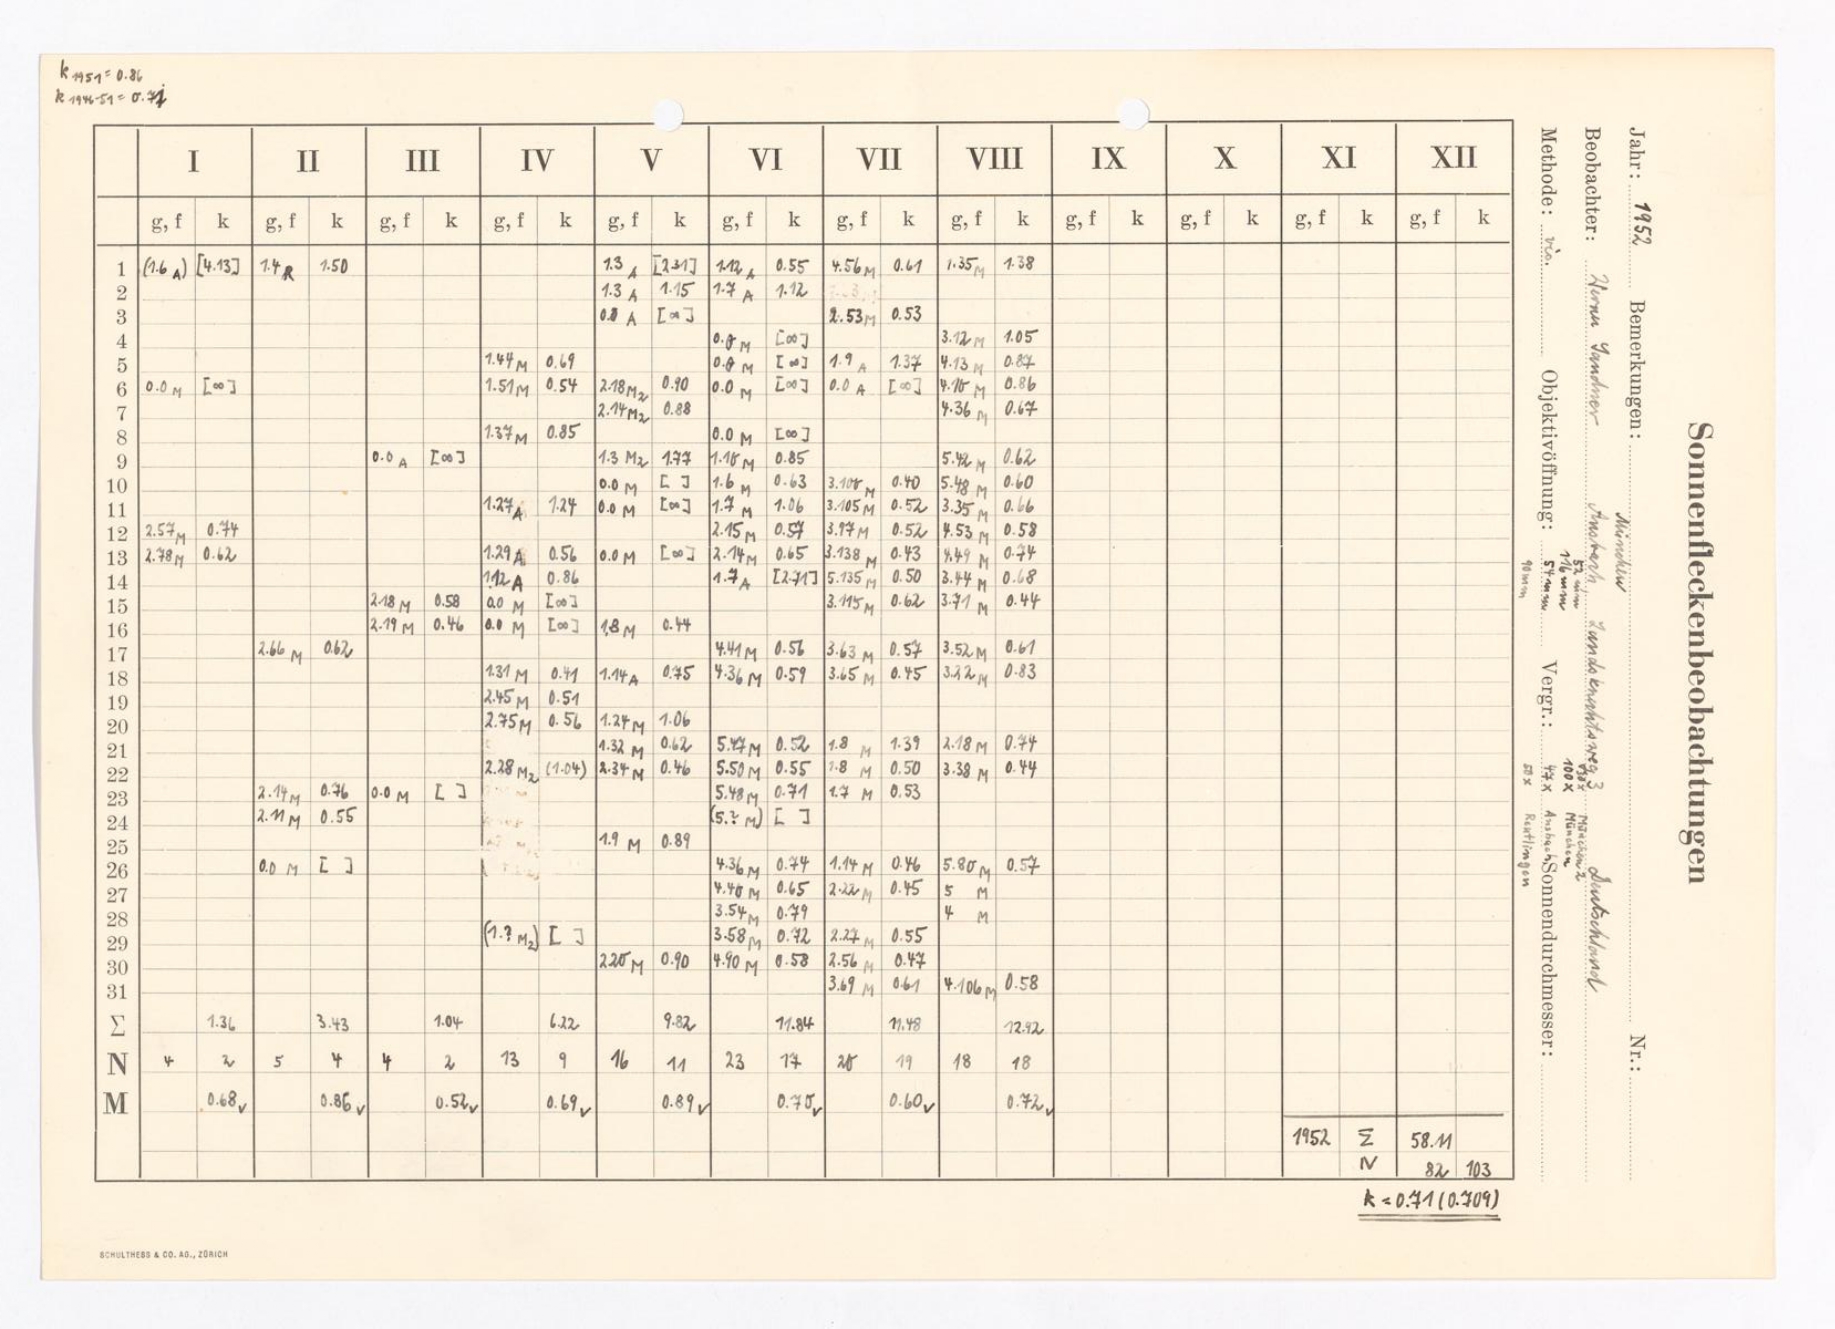 k 1951 = 0.86
k 1946-51 = 0.71
I II III IV V VI VII VIII IX X XI XII
g, f k g, f k g, f k g, f k g, f k g, f k g, f k g, f k g, f k g, f k g, f k g, f k
1 (1.6 A) [4.13] 1.4 R 1.50 1.3 A [2.31] 1.12 A 0.55 4.56 M 0.61 1.35 M 1.38
2 1.3 A 1.15 1.7 A 1.12
3 0.0 A [∞] 2.53 M 0.53
4 0.0 M [∞] 3.12 M 1.05
5 1.44 M 0.69 0.0 M [∞] 1.9 A 1.37 4.13 M 0.87
6 0.0 M [∞] 1.51 M 0.54 2.18 M2 0.90 0.0 M [∞] 0.0 A [∞] 4.10 M 0.86
7 2.14 M2 0.88 4.36 M 0.67
8 1.37 M 0.85 0.0 M [∞]
9 0.0 A [∞] 1.3 M2 1.77 1.10 M 0.85 5.42 M 0.62
10 0.0 M [ ] 1.6 M 0.63 3.100 M 0.40 5.48 M 0.60
11 1.27 A 1.24 0.0 M [∞] 1.7 M 1.06 3.105 M 0.52 3.35 M 0.66
12 2.57 M 0.74 2.15 M 0.57 3.97 M 0.52 4.53 M 0.58
13 2.78 M 0.62 1.29 A 0.56 0.0 M [∞] 2.14 M 0.65 3.138 M 0.43 4.49 M 0.74
14 1.12 A 0.86 1.7 A [2.71] 5.135 M 0.50 3.44 M 0.68
15 2.18 M 0.58 0.0 M [∞] 3.115 M 0.62 3.71 M 0.44
16 2.19 M 0.46 0.0 M [∞] 1.8 M 0.44
17 2.66 M 0.62 4.41 M 0.56 3.63 M 0.57 3.52 M 0.61
18 1.31 M 0.41 1.14 A 0.75 4.36 M 0.59 3.65 M 0.45 3.22 M 0.83
19 2.45 M 0.51
20 2.75 M 0.56 1.24 M 1.06
21 1.32 M 0.62 5.47 M 0.52 1.8 M 1.39 2.18 M 0.74
22 2.28 M2 (1.04) 2.34 M 0.46 5.50 M 0.55 1.8 M 0.50 3.38 M 0.44
23 2.14 M 0.76 0.0 M [ ] 5.48 M 0.71 1.7 M 0.53
24 2.11 M 0.55 (5.? M) [ ]
25 1.9 M 0.89
26 0.0 M [ ] 4.36 M 0.74 1.14 M 0.46 5.80 M 0.57
27 4.40 M 0.65 2.22 M 0.45 5 M
28 3.54 M 0.79 4 M
29 (1.? M2) [ ] 3.58 M 0.72 2.27 M 0.55
30 2.20 M 0.90 4.90 M 0.58 2.56 M 0.47
31 3.69 M 0.61 4.106 M 0.58
Σ 1.36 3.43 1.04 6.22 9.82 11.84 11.48 12.92
N 4 2 5 4 4 2 13 9 16 11 23 17 20 19 18 18
M 0.68 v 0.86 v 0.52 v 0.69 v 0.89 v 0.70 v 0.60 v 0.72 v
1952 Σ 58.11
N 82 103
k = 0.71 (0.709)
SCHULTHESS & CO. AG., ZÜRICH
Sonnenfleckenbeobachtungen
Jahr: 1952 Bemerkungen: München Nr.:
Beobachter: Herrn Sandner Ansbach, Landsknechtsweg 3 Deutschland
52 mm München 2
116 mm 100x München
Methode: vis. Objektivöffnung: 54 mm Vergr.: 47x Ansbach Sonnendurchmesser:
90 mm 50x Reutlingen